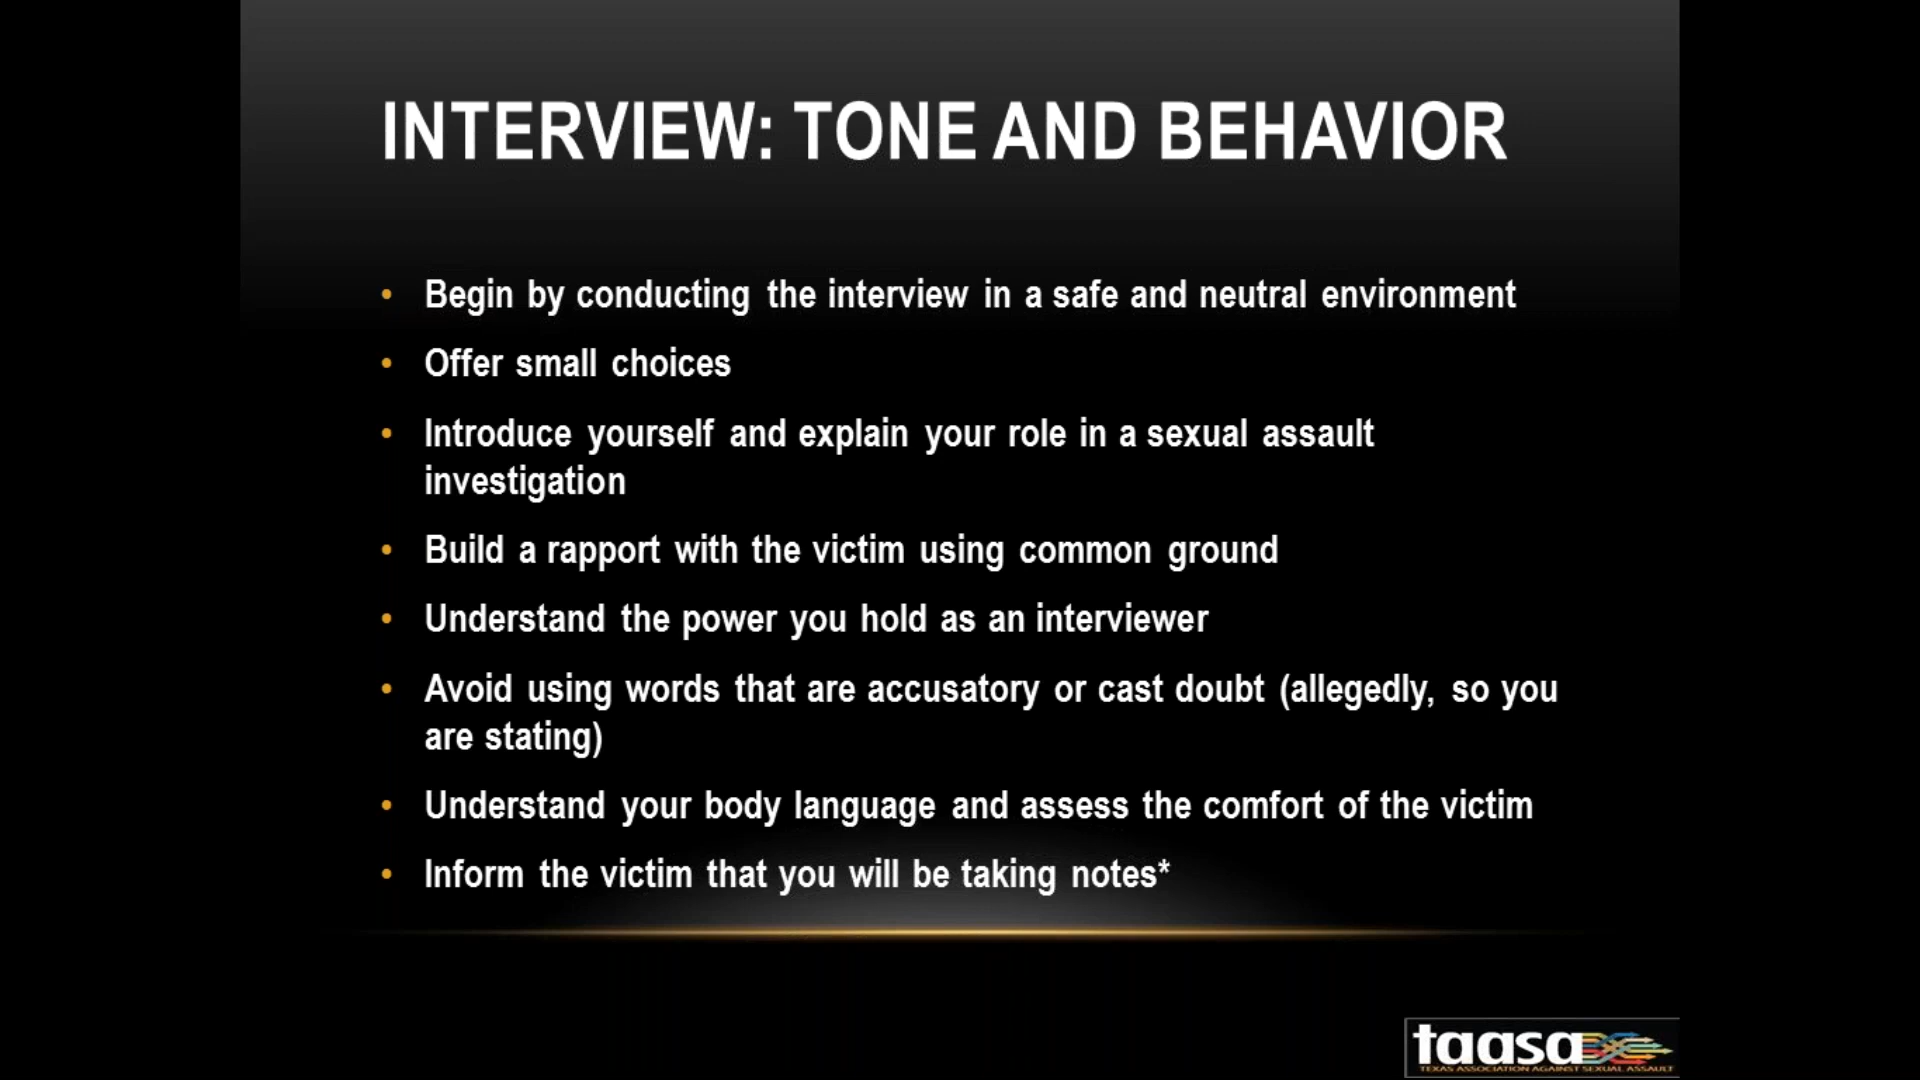 INTERVIEW: TONE AND BEHAVIOR
• Begin by conducting the interview in a safe and neutral environment
• Offer small choices
• Introduce yourself and explain your role in a sexual assault
investigation
• Build a rapport with the victim using common ground
• Understand the power you hold as an interviewer
• Avoid using words that are accusatory or cast doubt (allegedly, so you
are stating)
• Understand your body language and assess the comfort of the victim
• Inform the victim that you will be taking notes*
taasa
TEXAS ASSOCIATION AGAINST SEXUAL ASSAULT